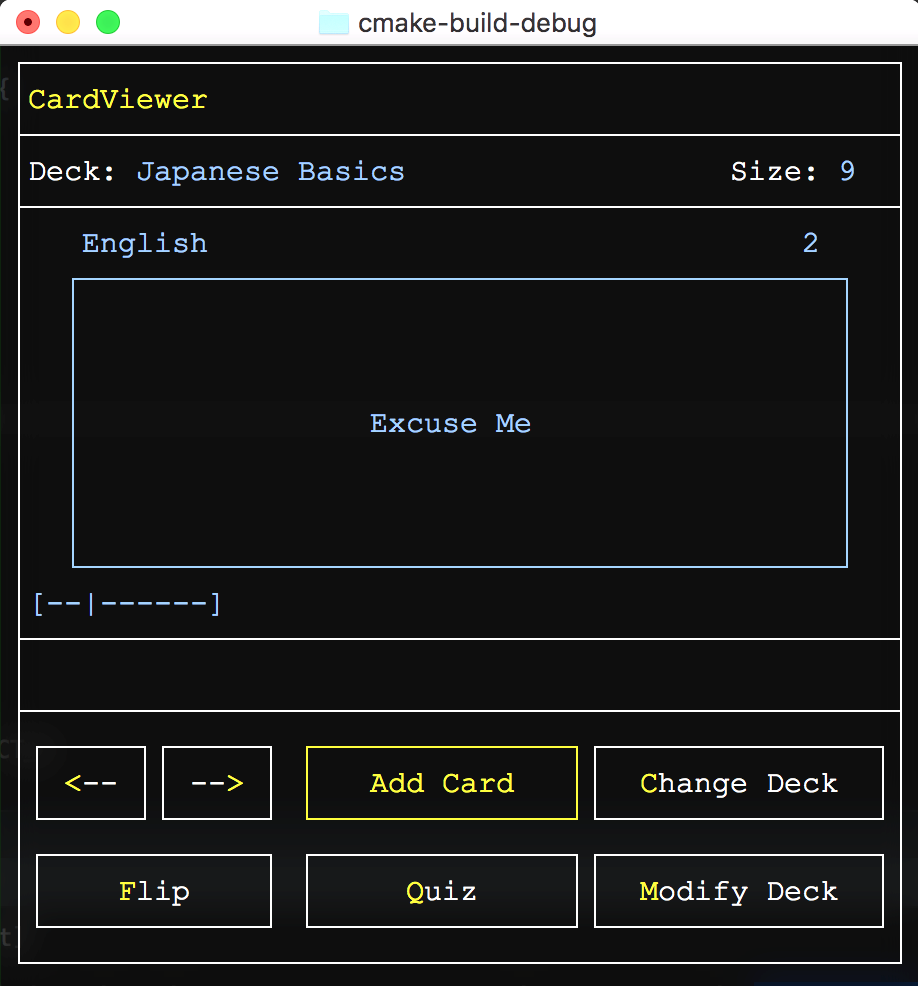 cmake-build-debug
CardViewer
Deck: Japanese Basics Size: 9
English 2
Excuse Me
[--|------]
<-- --> Add Card Change Deck
Flip Quiz Modify Deck